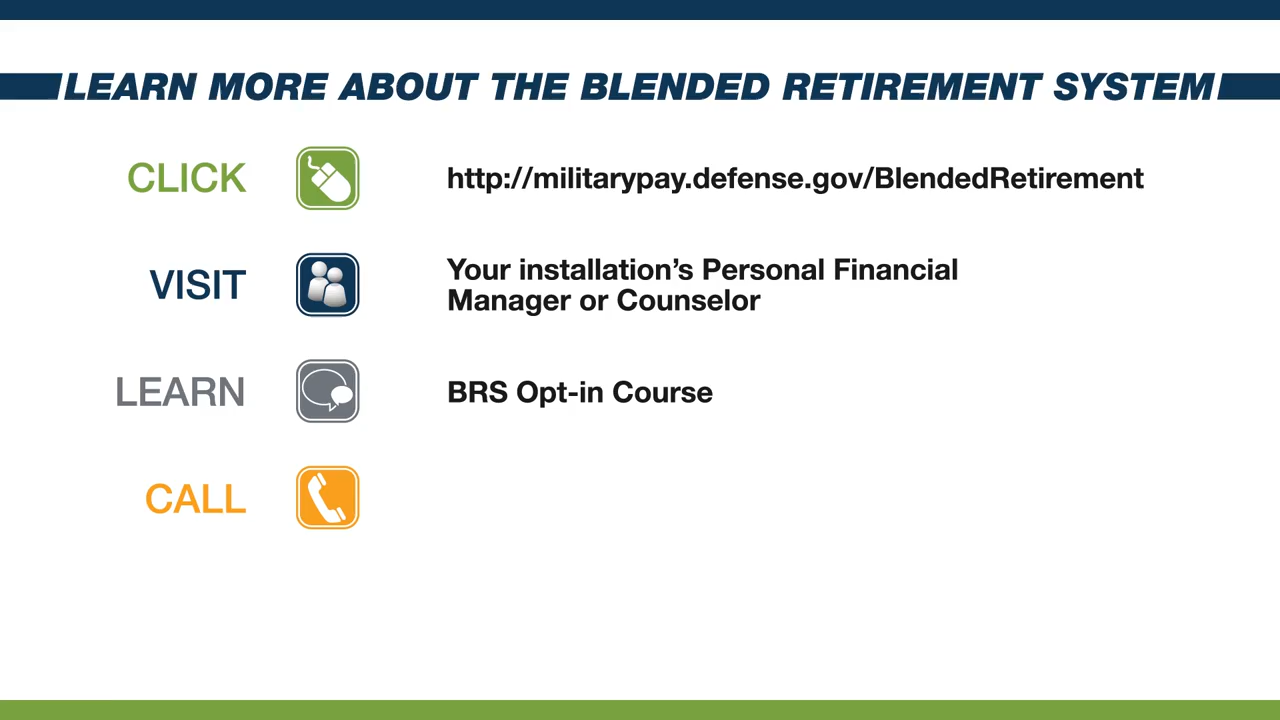 LEARN MORE ABOUT THE BLENDED RETIREMENT SYSTEM
CLICK http://militarypay.defense.gov/BlendedRetirement
VISIT Your installation’s Personal Financial
Manager or Counselor
LEARN BRS Opt-in Course
CALL